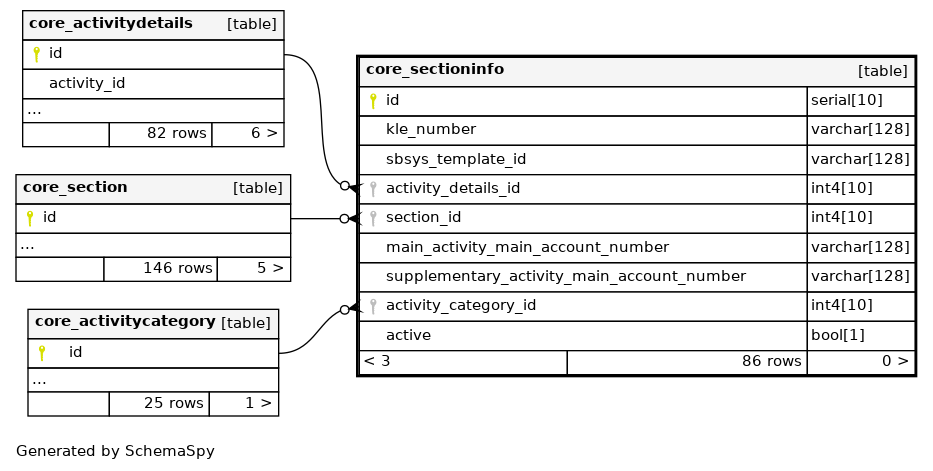 core_activitydetails [table]
id
activity_id
...
82 rows 6 >
core_section [table]
id
...
146 rows 5 >
core_activitycategory [table]
id
...
25 rows 1 >
core_sectioninfo [table]
id serial[10]
kle_number varchar[128]
sbsys_template_id varchar[128]
activity_details_id int4[10]
section_id int4[10]
main_activity_main_account_number varchar[128]
supplementary_activity_main_account_number varchar[128]
activity_category_id int4[10]
active bool[1]
< 3 86 rows 0 >
Generated by SchemaSpy